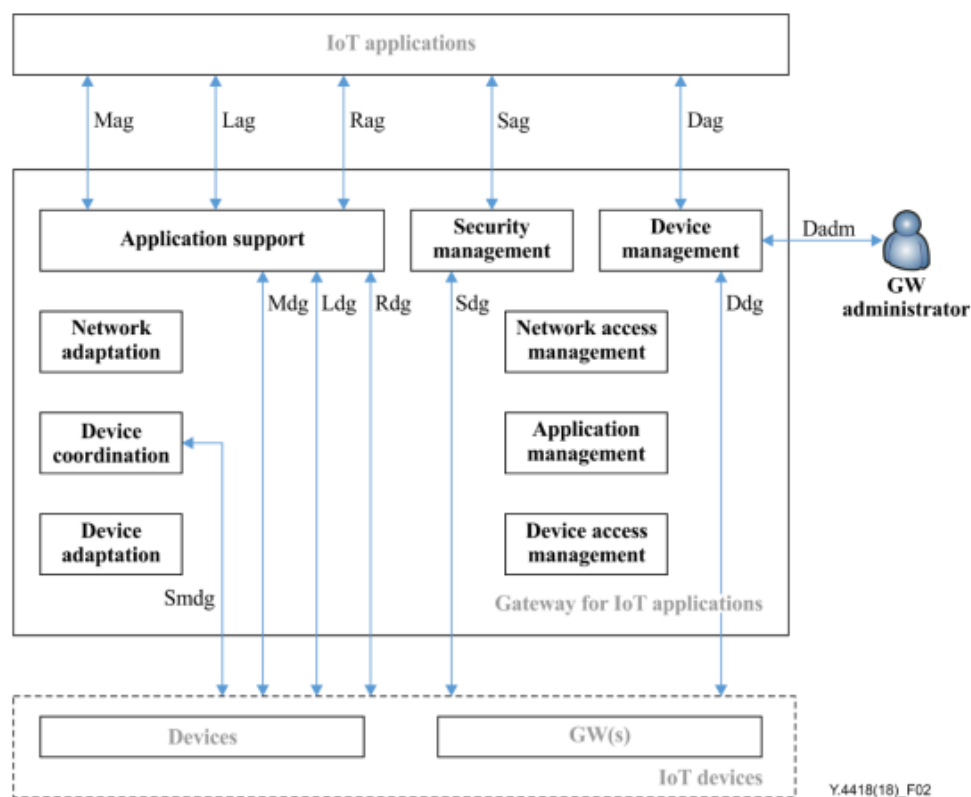 IoT applications
Mag
Lag
Rag
Sag
Dag
Application support
Security
management
Device
management
Dadm
GW
administrator
Mdg
Ldg
Rdg
Sdg
Ddg
Network
adaptation
Network access
management
Device
coordination
Application
management
Device
adaptation
Device access
management
Smdg
Gateway for IoT applications
Devices
GW(s)
IoT devices
Y.4418(18)_F02